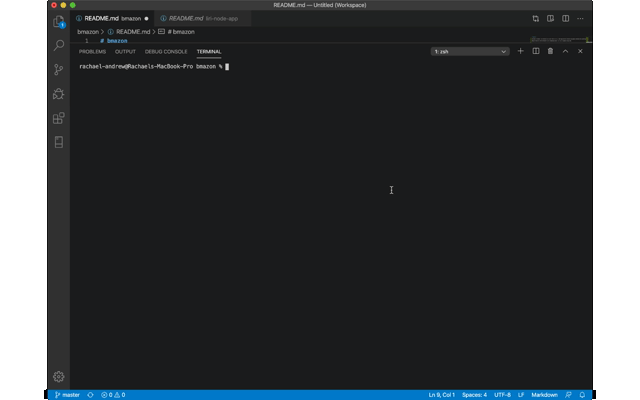 README.md — Untitled (Workspace)
README.md bmazon
README.md liri-node-app
bmazon > README.md > # bmazon
1 # bmazon
PROBLEMS OUTPUT DEBUG CONSOLE TERMINAL
1: zsh
rachael-andrew@Rachaels-MacBook-Pro bmazon %
master 0 0 Ln 9, Col 1 Spaces: 4 UTF-8 LF Markdown